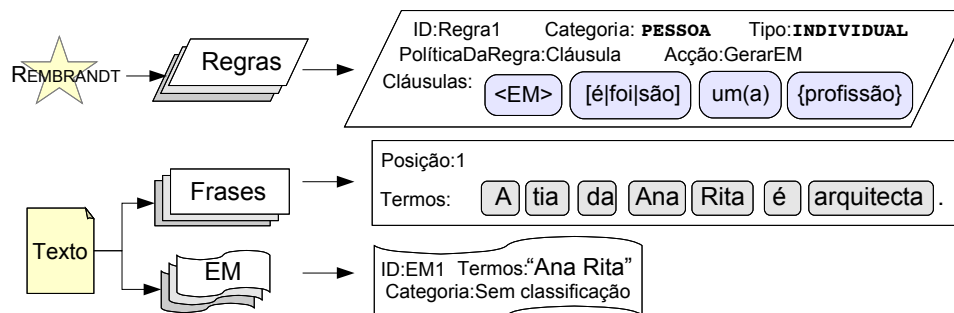 REMBRANDT
Regras
ID:Regra1 Categoria: PESSOA Tipo:INDIVIDUAL
PolíticaDaRegra:Cláusula Acção:GerarEM
Cláusulas: <EM> [é|foi|são] um(a) {profissão}
Texto
Frases
Posição:1
Termos: A tia da Ana Rita é arquitecta .
EM
ID:EM1 Termos:“Ana Rita”
Categoria:Sem classificação